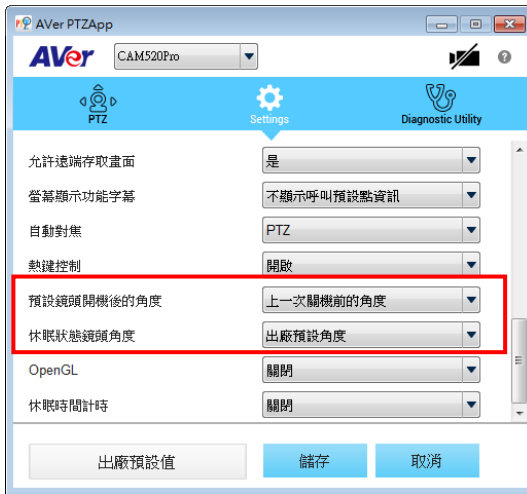 AVer PTZApp
AVer CAM520Pro
PTZ Settings Diagnostic Utility
允許遠端存取畫面 是
螢幕顯示功能字幕 不顯示呼叫預設點資訊
自動對焦 PTZ
熱鍵控制 開啟
預設鏡頭開機後的角度 上一次關機前的角度
休眠狀態鏡頭角度 出廠預設角度
OpenGL 關閉
休眠時間計時 關閉
出廠預設值 儲存 取消